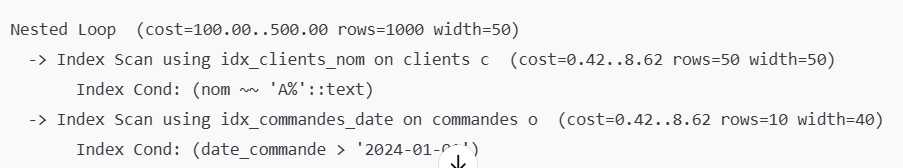 Nested Loop  (cost=100.00..500.00 rows=1000 width=50)
  -> Index Scan using idx_clients_nom on clients c  (cost=0.42..8.62 rows=50 width=50)
       Index Cond: (nom ~~ 'A%'::text)
  -> Index Scan using idx_commandes_date on commandes o  (cost=0.42..8.62 rows=10 width=40)
       Index Cond: (date_commande > '2024-01-01')